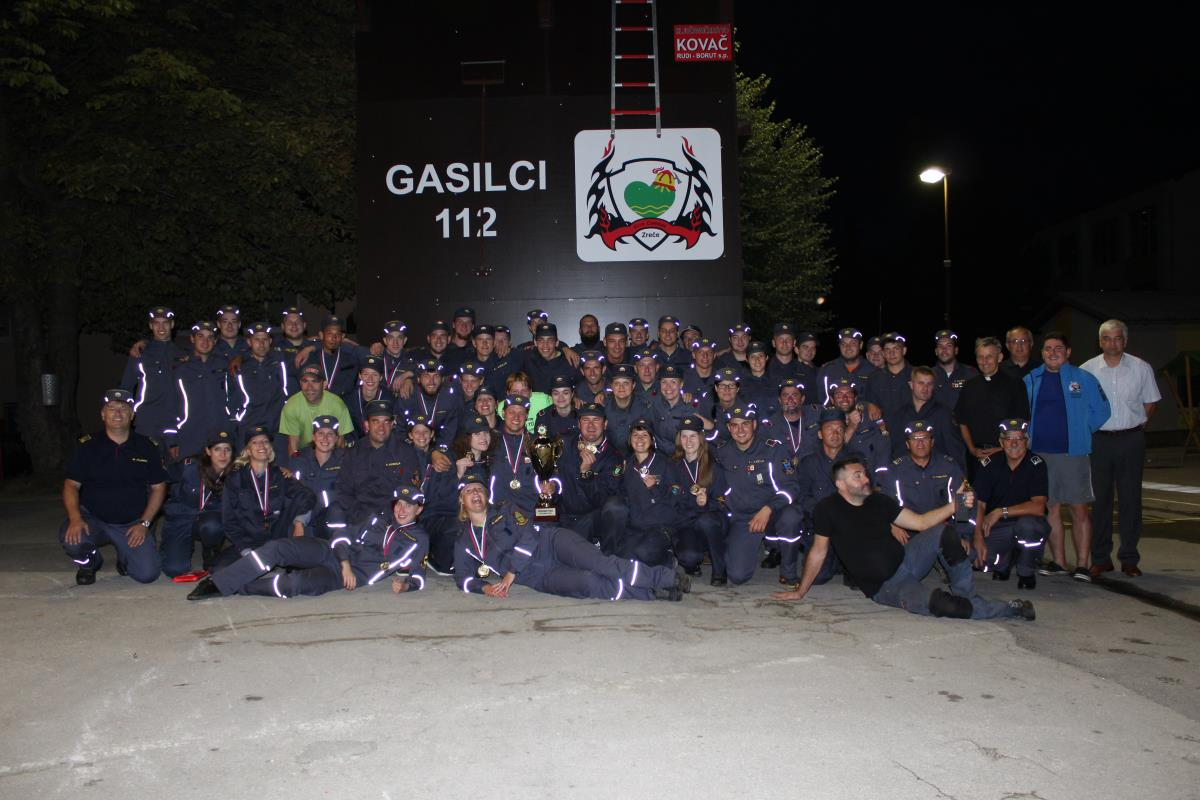 KOVAČ
RUDI - BORUT s.p.
GASILCI
112
Zreče